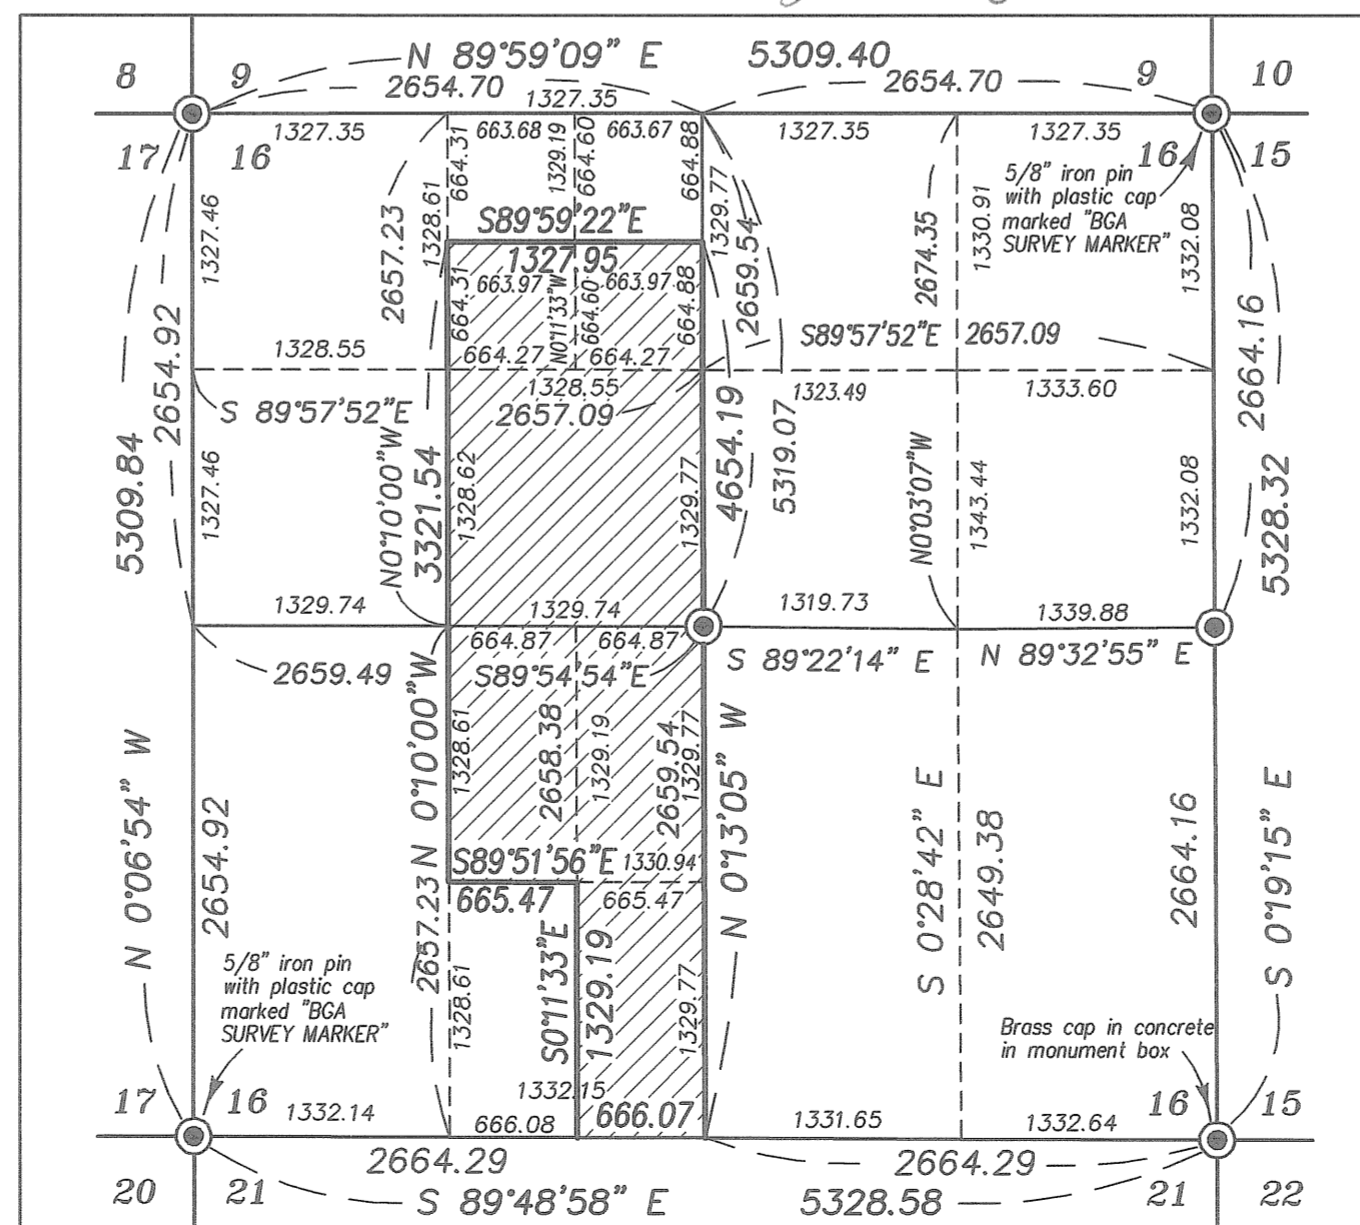 N 89°59'09" E 5309.40
8 9 2654.70 2654.70 9 10
1327.35
1327.35 663.68 663.67 1327.35 1327.35
17 16 16 15
664.31 1329.19 664.60 664.88
5/8" iron pin
with plastic cap
marked "BGA
SURVEY MARKER"
1327.46 2657.23 1328.61 1329.77 2659.54 2674.35 1330.91 1332.08
S89°59'22"E
1327.95
663.97 663.97
664.31 N0°11'33"W 664.60 664.88
5309.84 2654.92 2664.16 5328.32
S89°57'52"E 2657.09
1328.55 664.27 664.27
1328.55 1323.49 1333.60
S 89°57'52"E 2657.09
1327.46 N0°10'00"W 3321.54 1328.62 1329.77 4654.19 5319.07 N0°03'07"W 1343.44 1332.08
1329.74 1329.74 1319.73 1339.88
664.87 664.87
2659.49 S89°54'54"E S 89°22'14" E N 89°32'55" E
N 0°06'54" W 2654.92 N 0°10'00"W 1328.61 2658.38 1329.19 2659.54 1329.77 N 0°13'05" W S 0°28'42" E 2649.38 2664.16 S 0°19'15" E
S89°51'56"E 1330.94
665.47 665.47
2657.23 1328.61 S0°11'33"E 1329.19 1329.77
5/8" iron pin
with plastic cap
marked "BGA
SURVEY MARKER"
Brass cap in concrete
in monument box
17 16 1332.15 16 15
1332.14 666.08 666.07 1331.65 1332.64
2664.29 2664.29
20 21 S 89°48'58" E 5328.58 21 22